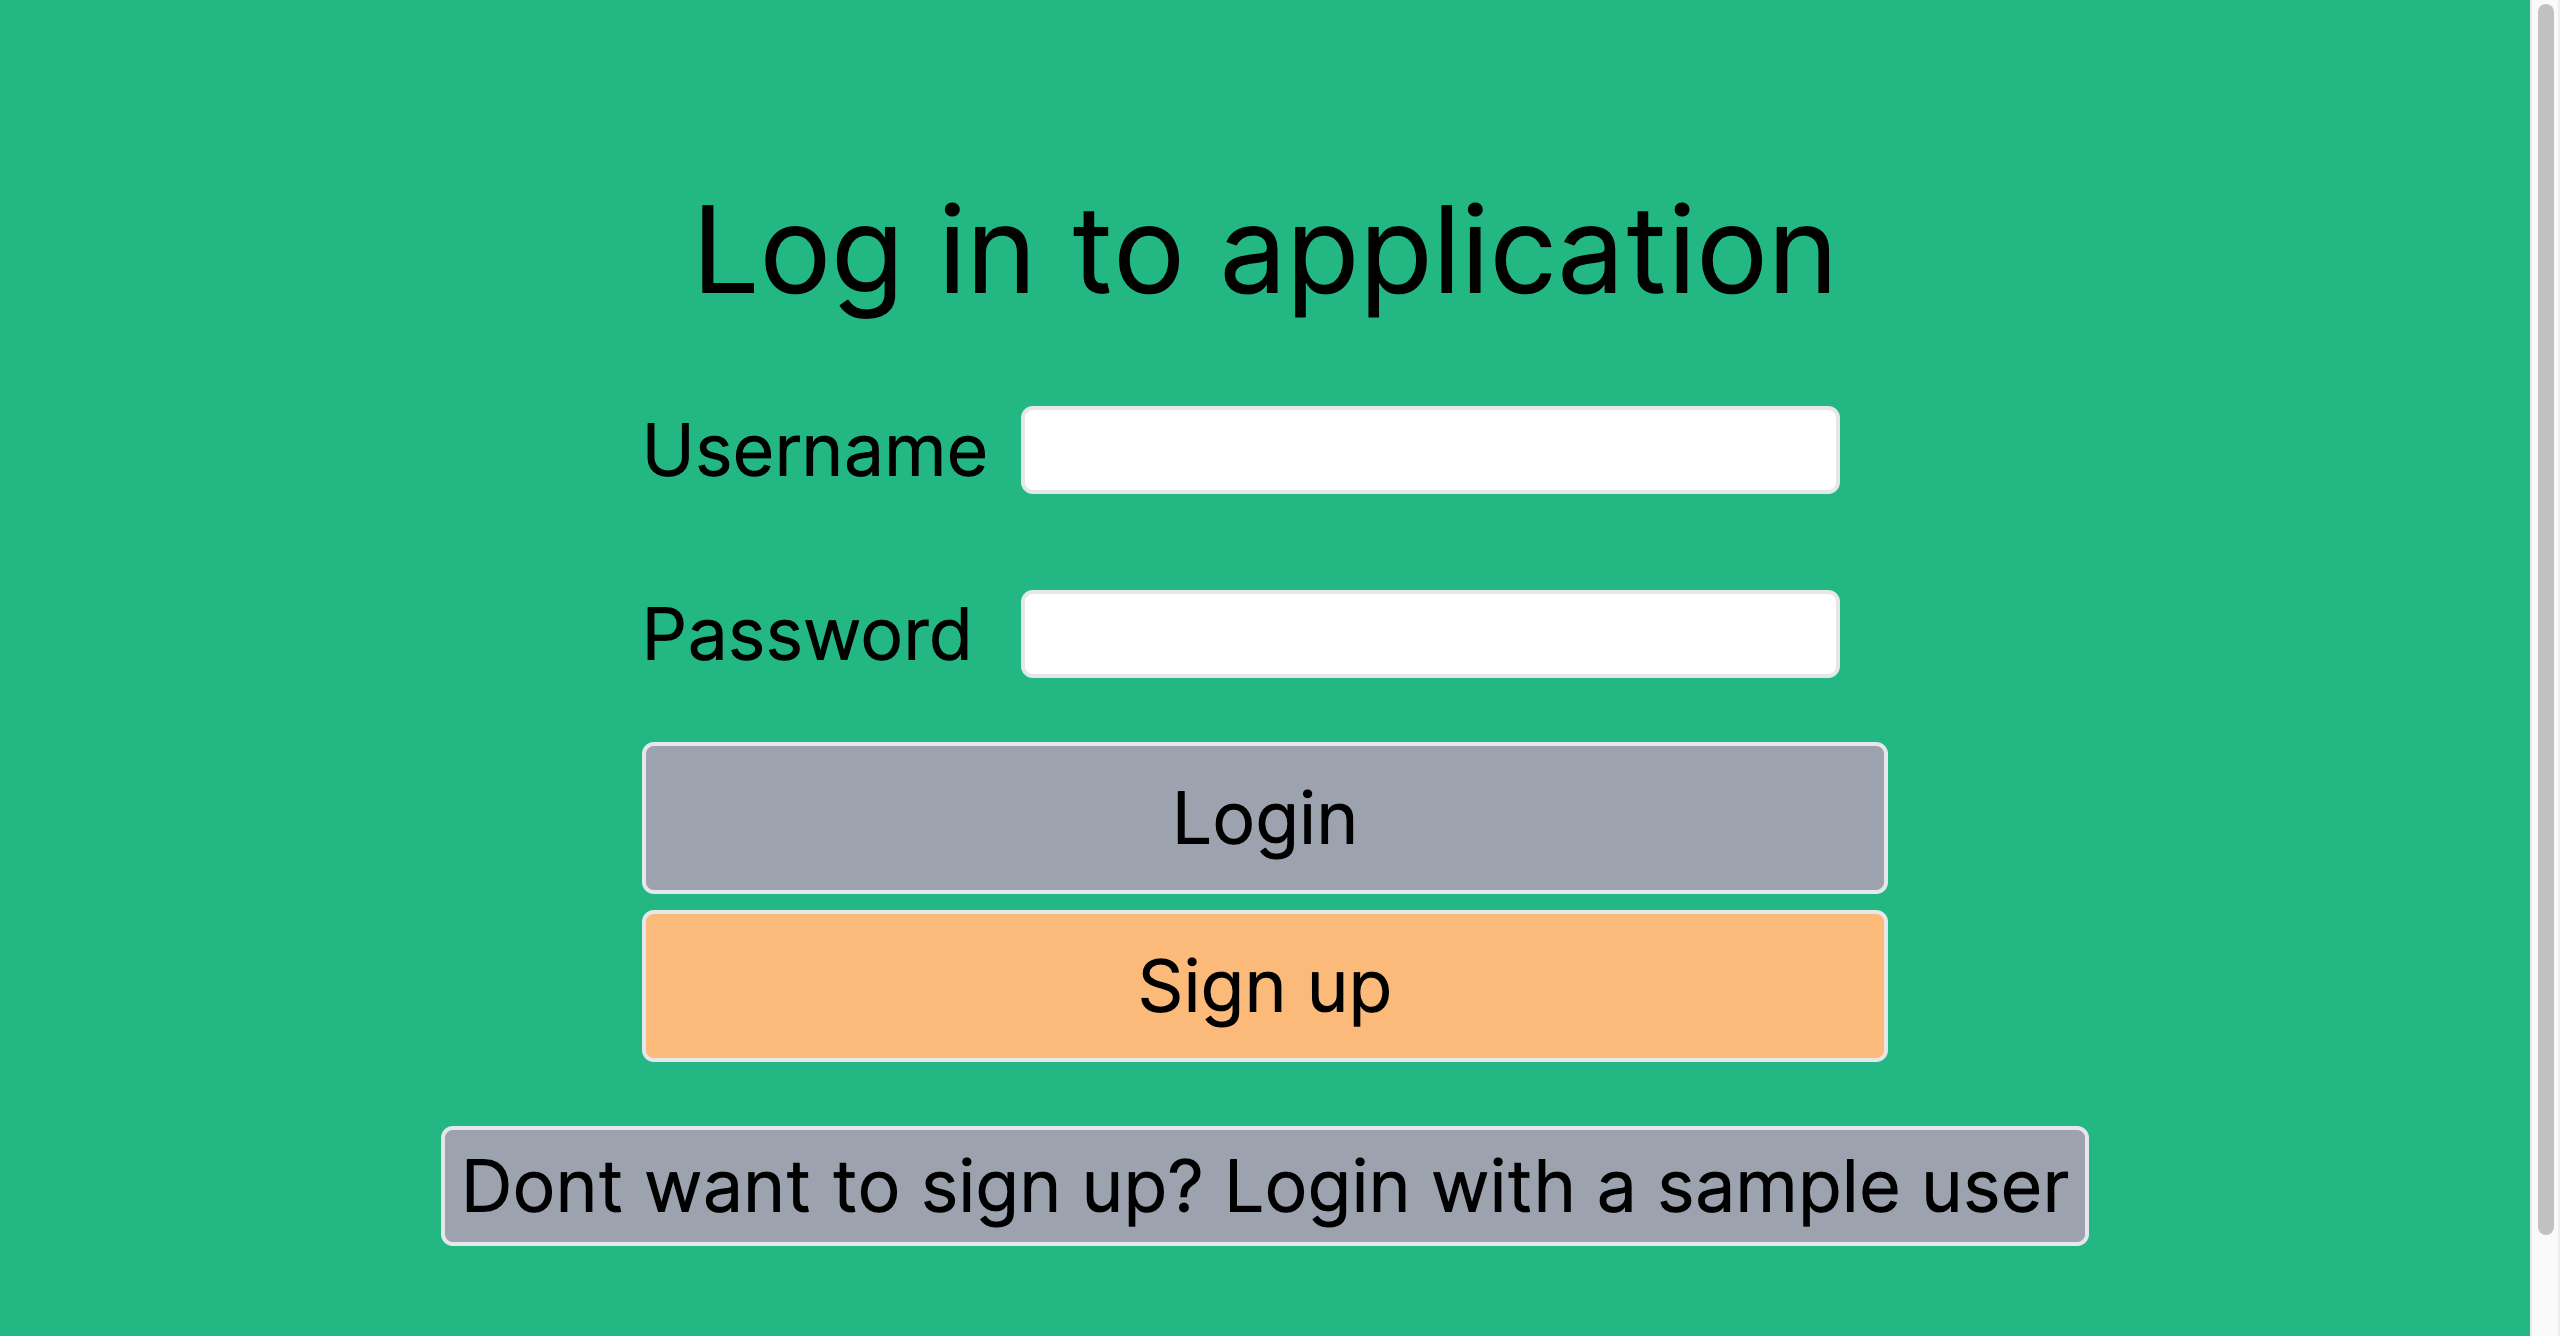 Log in to application
Username
Password
Login
Sign up
Dont want to sign up? Login with a sample user